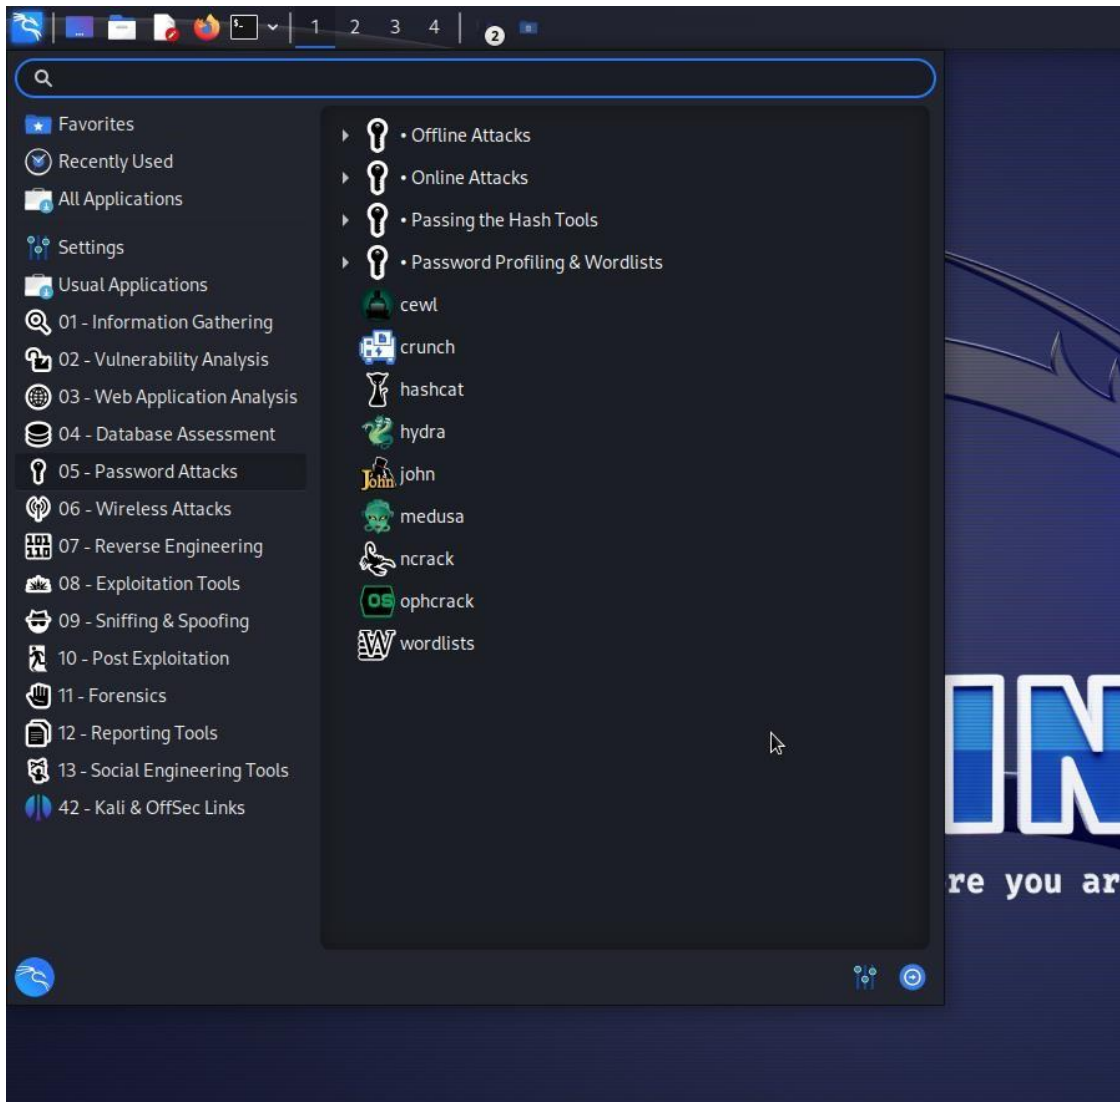 1 2 3 4 2
Favorites
Recently Used
All Applications
Settings
Usual Applications
01 - Information Gathering
02 - Vulnerability Analysis
03 - Web Application Analysis
04 - Database Assessment
05 - Password Attacks
06 - Wireless Attacks
07 - Reverse Engineering
08 - Exploitation Tools
09 - Sniffing & Spoofing
10 - Post Exploitation
11 - Forensics
12 - Reporting Tools
13 - Social Engineering Tools
42 - Kali & OffSec Links
• Offline Attacks
• Online Attacks
• Passing the Hash Tools
• Password Profiling & Wordlists
cewl
crunch
hashcat
hydra
John
john
medusa
ncrack
OS
ophcrack
W
wordlists
IN
re you ar